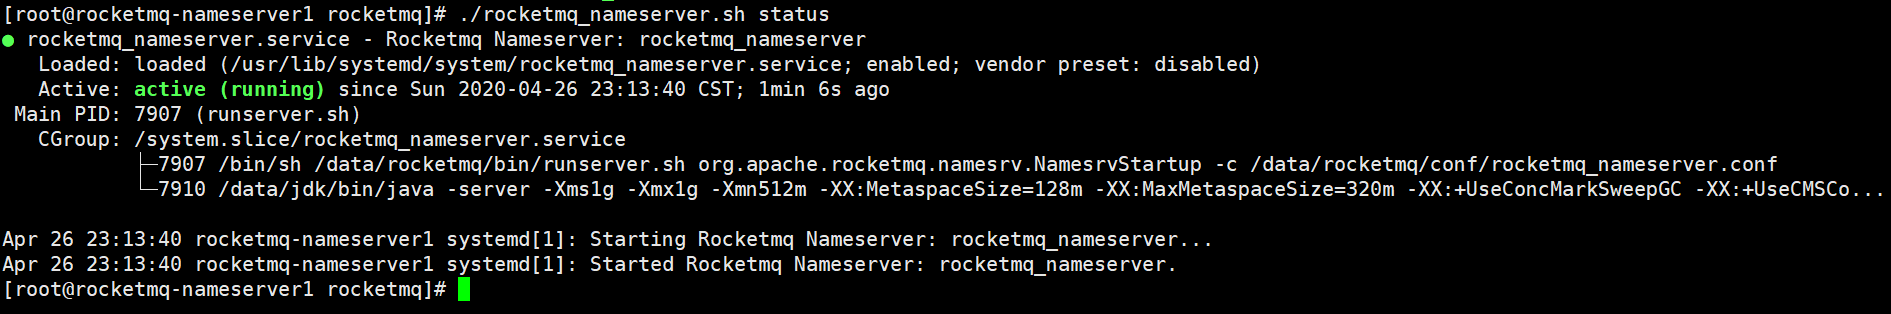 [root@rocketmq-nameserver1 rocketmq]# ./rocketmq_nameserver.sh status
● rocketmq_nameserver.service - Rocketmq Nameserver: rocketmq_nameserver
   Loaded: loaded (/usr/lib/systemd/system/rocketmq_nameserver.service; enabled; vendor preset: disabled)
   Active: active (running) since Sun 2020-04-26 23:13:40 CST; 1min 6s ago
 Main PID: 7907 (runserver.sh)
   CGroup: /system.slice/rocketmq_nameserver.service
           ├─7907 /bin/sh /data/rocketmq/bin/runserver.sh org.apache.rocketmq.namesrv.NamesrvStartup -c /data/rocketmq/conf/rocketmq_nameserver.conf
           └─7910 /data/jdk/bin/java -server -Xms1g -Xmx1g -Xmn512m -XX:MetaspaceSize=128m -XX:MaxMetaspaceSize=320m -XX:+UseConcMarkSweepGC -XX:+UseCMSCo...
Apr 26 23:13:40 rocketmq-nameserver1 systemd[1]: Starting Rocketmq Nameserver: rocketmq_nameserver...
Apr 26 23:13:40 rocketmq-nameserver1 systemd[1]: Started Rocketmq Nameserver: rocketmq_nameserver.
[root@rocketmq-nameserver1 rocketmq]#